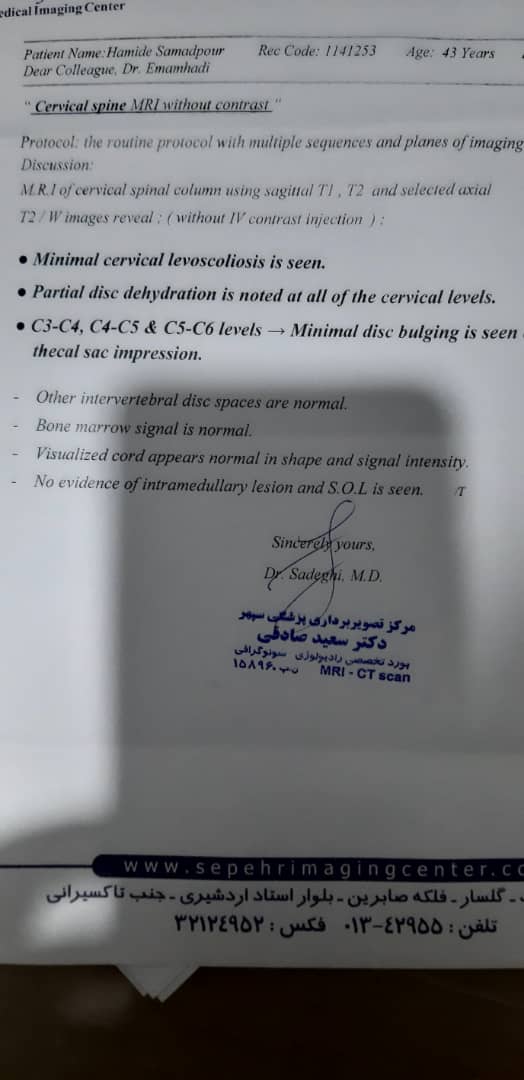 edical Imaging Center
Patient Name: Hamide Samadpour Rec Code: 1141253 Age: 43 Years
Dear Colleague, Dr. Emamhadi
" Cervical spine MRI without contrast "
Protocol: the routine protocol with multiple sequences and planes of imaging
Discussion:
M.R.I of cervical spinal column using sagittal T1 , T2 and selected axial
T2 / W images reveal : ( without IV contrast injection ) :
• Minimal cervical levoscoliosis is seen.
• Partial disc dehydration is noted at all of the cervical levels.
• C3-C4, C4-C5 & C5-C6 levels → Minimal disc bulging is seen
thecal sac impression.
- Other intervertebral disc spaces are normal.
- Bone marrow signal is normal.
- Visualized cord appears normal in shape and signal intensity.
- No evidence of intramedullary lesion and S.O.L is seen. /T
Sincerely yours,
Dr. Sadeghi, M.D.
مرکز تصویربرداری پزشکی سپهر
دکتر سعید صادقی
بورد تخصصی رادیولوژی سونوگرافی
MRI - CT scan ن.پ ۱۵۸۹۶۰
www.sepehrimagingcenter.co
گلسار - فلکه صابرین - بلوار استاد اردشیری - جنب تاکسیرانی
تلفن : ۴۲۹۵۵-۰۱۳ فکس : ۳۲۱۲۴۹۵۲